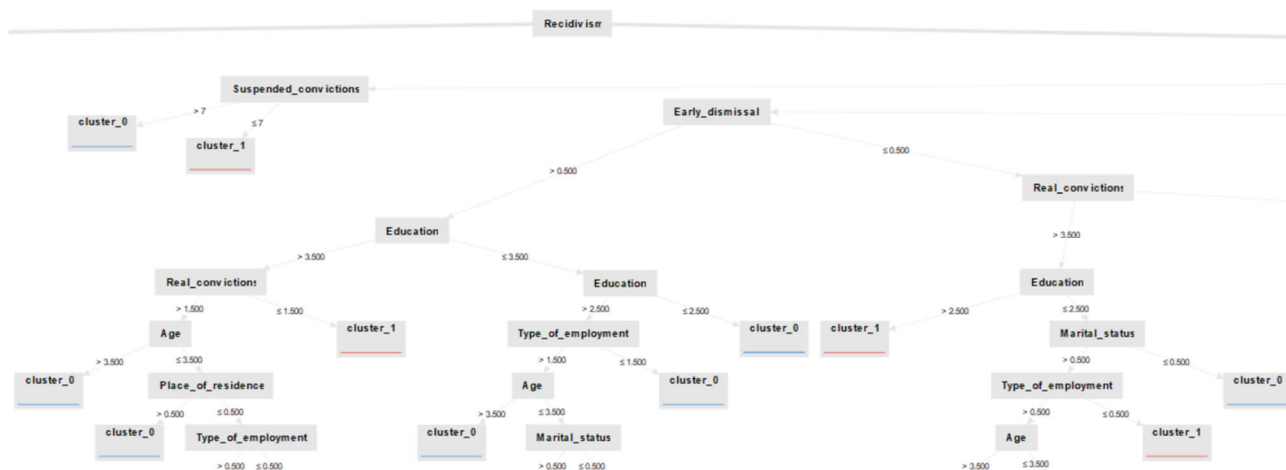 Recidivism
Suspended_convictions
> 7
≤ 7
cluster_0
cluster_1
Early_dismissal
> 0.500
≤ 0.500
Real_convictions
> 3.500
Education
> 3.500
≤ 3.500
Real_convictions
Education
Education
> 1.500
≤ 1.500
> 2.500
≤ 2.500
> 2.500
≤ 2.500
Age
cluster_1
Type_of_employment
cluster_0
cluster_1
Marital_status
> 3.500
≤ 3.500
> 1.500
≤ 1.500
> 0.500
≤ 0.500
cluster_0
Place_of_residence
Age
cluster_0
Type_of_employment
cluster_0
> 0.500
≤ 0.500
> 3.500
≤ 3.500
> 0.500
≤ 0.500
cluster_0
Type_of_employment
cluster_0
Marital_status
Age
cluster_1
> 0.500
≤ 0.500
> 0.500
≤ 0.500
> 3.500
≤ 3.500